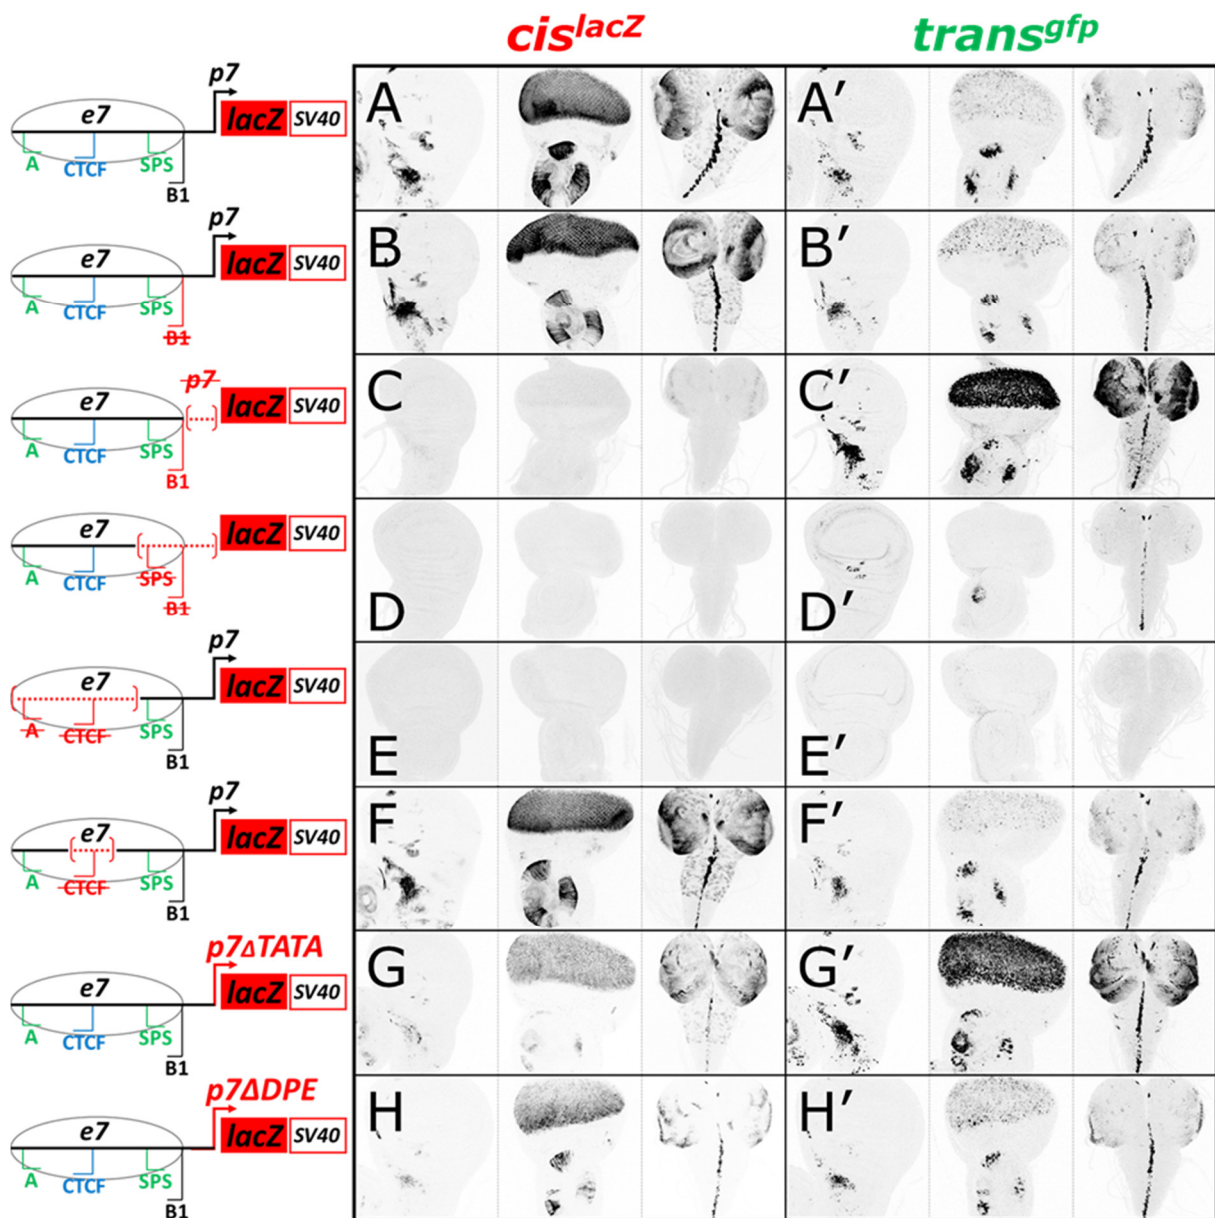 cis^lacZ trans^gfp
p7
e7
lacZ SV40
A CTCF SPS
B1
A A′
p7
e7
lacZ SV40
A CTCF SPS
B1
B B′
p7
e7
lacZ SV40
A CTCF SPS
B1
C C′
e7
lacZ SV40
A CTCF SPS
B1
D D′
p7
e7
lacZ SV40
A CTCF SPS
B1
E E′
p7
e7
lacZ SV40
A CTCF SPS
B1
F F′
p7ΔTATA
e7
lacZ SV40
A CTCF SPS
B1
G G′
p7ΔDPE
e7
lacZ SV40
A CTCF SPS
B1
H H′